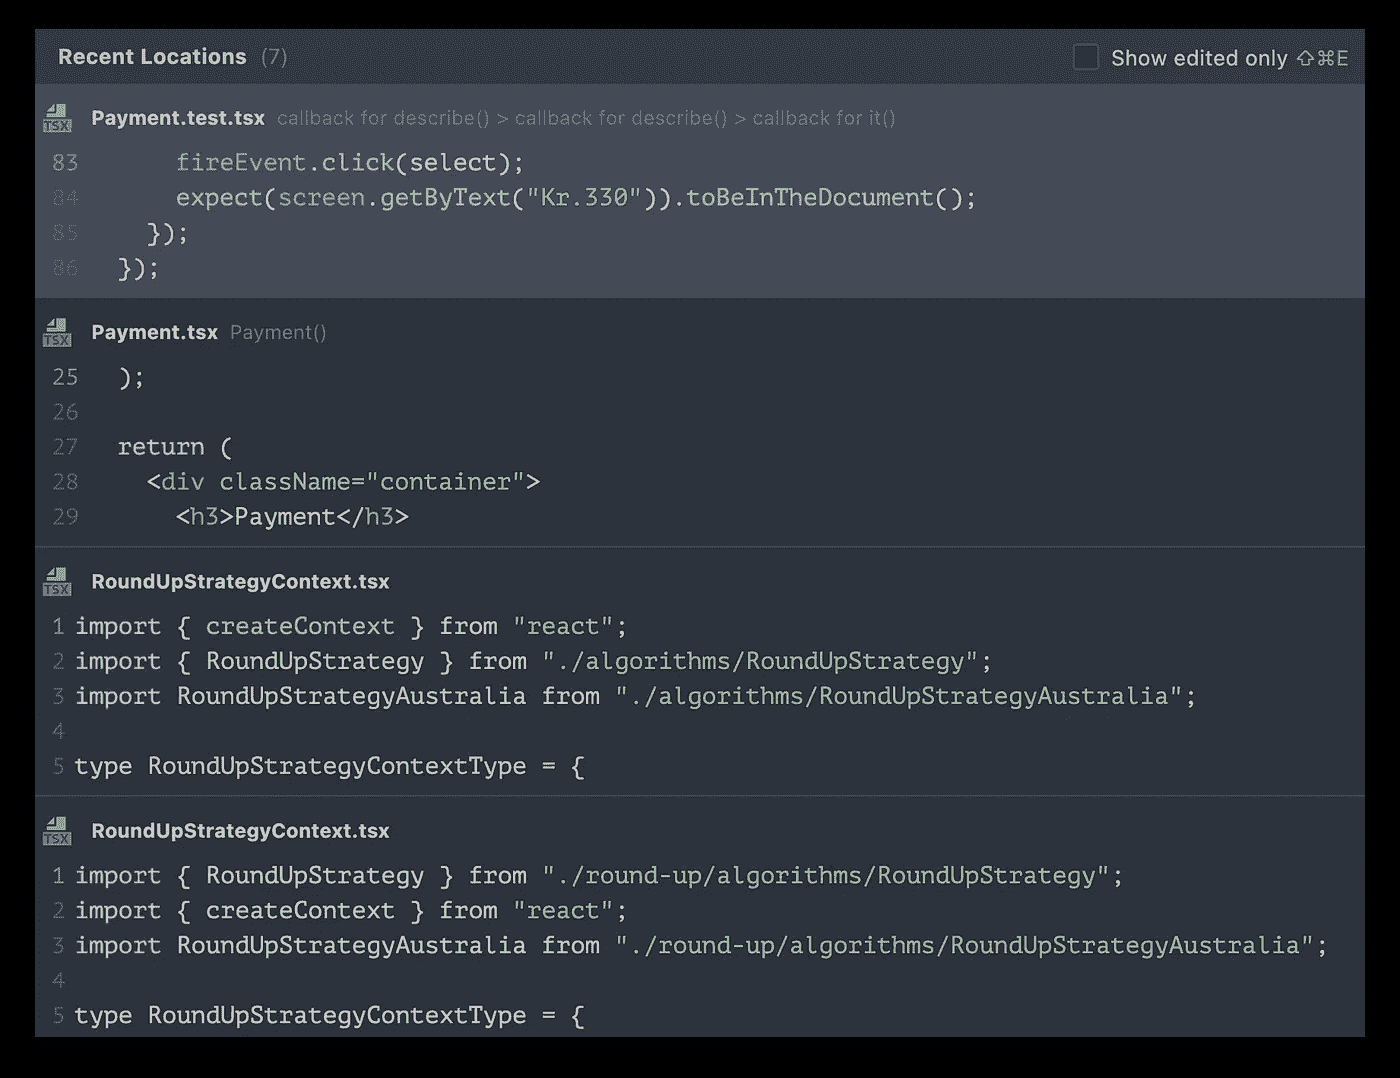 Recent Locations (7)
Show edited only ⇧⌘E
TSX Payment.test.tsx callback for describe() > callback for describe() > callback for it()
83 fireEvent.click(select);
84 expect(screen.getByText("Kr.330")).toBeInTheDocument();
85 });
86 });
TSX Payment.tsx Payment()
25 );
26
27 return (
28 <div className="container">
29 <h3>Payment</h3>
TSX RoundUpStrategyContext.tsx
1 import { createContext } from "react";
2 import { RoundUpStrategy } from "./algorithms/RoundUpStrategy";
3 import RoundUpStrategyAustralia from "./algorithms/RoundUpStrategyAustralia";
4
5 type RoundUpStrategyContextType = {
TSX RoundUpStrategyContext.tsx
1 import { RoundUpStrategy } from "./round-up/algorithms/RoundUpStrategy";
2 import { createContext } from "react";
3 import RoundUpStrategyAustralia from "./round-up/algorithms/RoundUpStrategyAustralia";
4
5 type RoundUpStrategyContextType = {